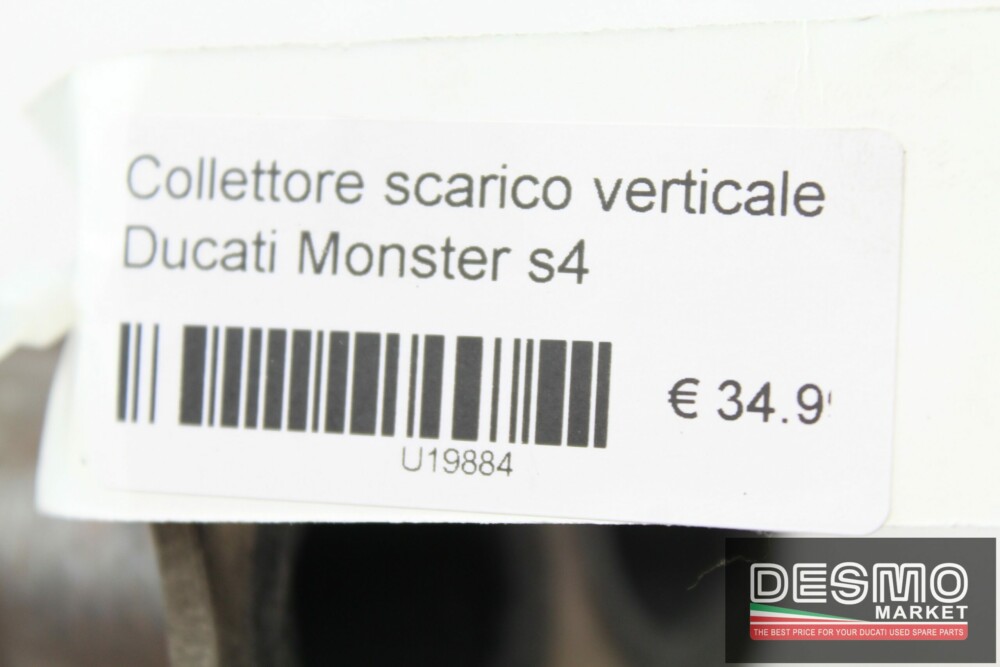 Collettore scarico verticale
Ducati Monster s4
€ 34.9
U19884
DESMO
MARKET
THE BEST PRICE FOR YOUR DUCATI USED SPARE PARTS